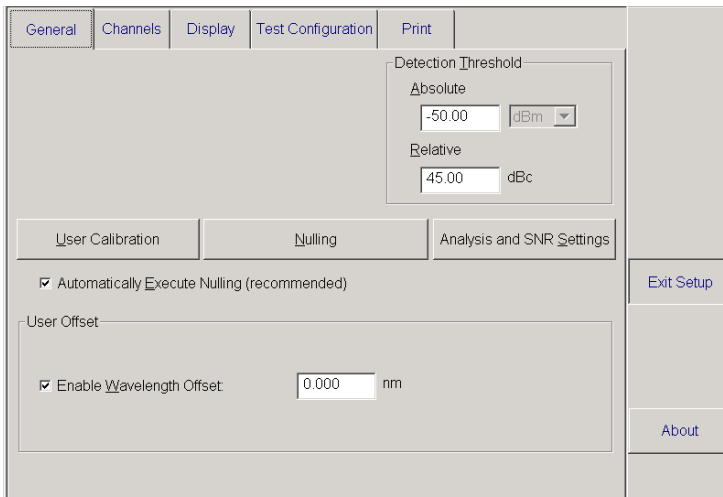 General Channels Display Test Configuration Print
Detection Threshold
Absolute
-50.00 dBm
Relative
45.00 dBc
User Calibration Nulling Analysis and SNR Settings
Automatically Execute Nulling (recommended)
Exit Setup
User Offset
Enable Wavelength Offset: 0.000 nm
About